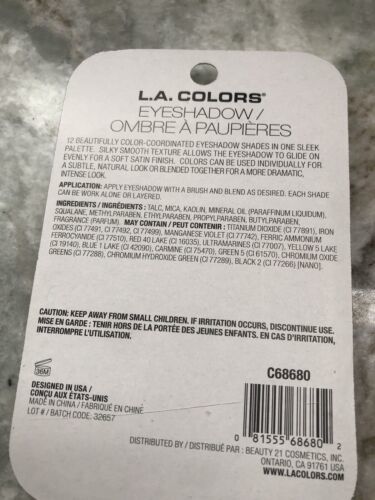 L.A. COLORS®
EYESHADOW /
OMBRE À PAUPIÈRES
12 BEAUTIFULLY COLOR-COORDINATED EYESHADOW SHADES IN ONE SLEEK
PALETTE. SILKY SMOOTH TEXTURE ALLOWS THE EYESHADOW TO GLIDE ON
EVENLY FOR A SOFT SATIN FINISH. COLORS CAN BE USED INDIVIDUALLY FOR
A SUBTLE, NATURAL LOOK OR BLENDED TOGETHER FOR A MORE DRAMATIC,
INTENSE LOOK.
APPLICATION: APPLY EYESHADOW WITH A BRUSH AND BLEND AS DESIRED. EACH SHADE
CAN BE WORK ALONE OR LAYERED.
INGREDIENTS / INGRÉDIENTS: TALC, MICA, KAOLIN, MINERAL OIL (PARAFFINUM LIQUIDUM),
SQUALANE, METHYLPARABEN, ETHYLPARABEN, PROPYLPARABEN, BUTYLPARABEN,
FRAGRANCE (PARFUM). MAY CONTAIN / PEUT CONTENIR: TITANIUM DIOXIDE (CI 77891), IRON
OXIDES (CI 77491, CI 77492, CI 77499), MANGANESE VIOLET (CI 77742), FERRIC AMMONIUM
FERROCYANIDE (CI 77510), RED 40 LAKE (CI 16035), ULTRAMARINES (CI 77007), YELLOW 5 LAKE
(CI 19140), BLUE 1 LAKE (CI 42090), CARMINE (CI 75470), GREEN 5 (CI 61570), CHROMIUM OXIDE
GREENS (CI 77288), CHROMIUM HYDROXIDE GREEN (CI 77289), BLACK 2 (CI 77266) [NANO].
CAUTION: KEEP AWAY FROM SMALL CHILDREN. IF IRRITATION OCCURS, DISCONTINUE USE.
MISE EN GARDE : TENIR HORS DE LA PORTÉE DES JEUNES ENFANTS. EN CAS D'IRRITATION,
INTERROMPRE L'UTILISATION.
36M
C68680
DESIGNED IN USA /
CONÇU AUX ÉTATS-UNIS
MADE IN CHINA / FABRIQUÉ EN CHINE
LOT # / BATCH CODE: 32657
0 81555 68680 2
DISTRIBUTED BY / DISTRIBUÉ PAR : BEAUTY 21 COSMETICS, INC.
ONTARIO, CA 91761 USA
WWW.LACOLORS.COM